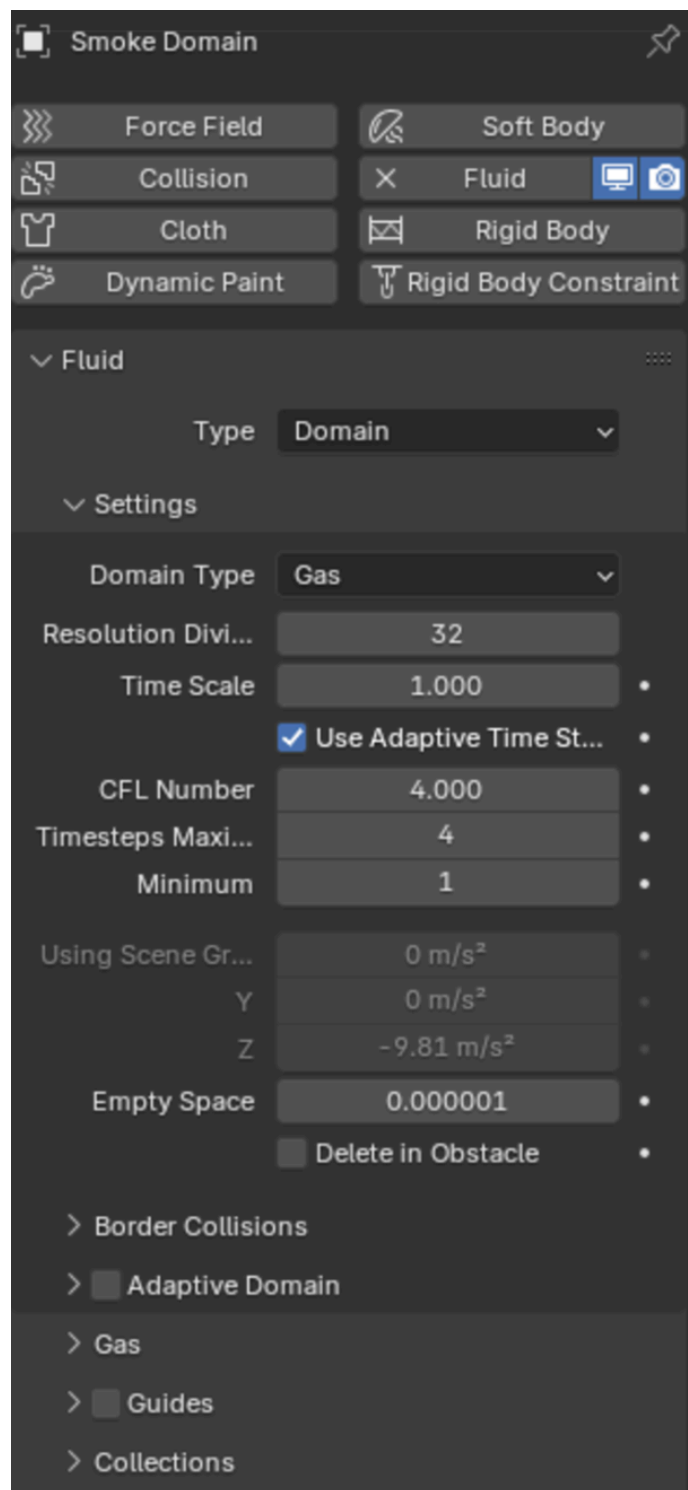 Smoke Domain
Force Field
Soft Body
Collision
Fluid
Cloth
Rigid Body
Dynamic Paint
Rigid Body Constraint
Fluid
Type Domain
Settings
Domain Type Gas
Resolution Divi... 32
Time Scale 1.000
Use Adaptive Time St...
CFL Number 4.000
Timesteps Maxi... 4
Minimum 1
Using Scene Gr... 0 m/s²
Y 0 m/s²
Z -9.81 m/s²
Empty Space 0.000001
Delete in Obstacle
Border Collisions
Adaptive Domain
Gas
Guides
Collections